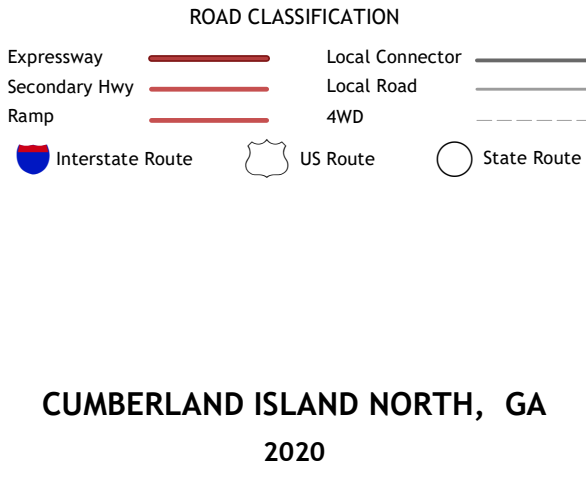 ROAD CLASSIFICATION
Expressway Local Connector
Secondary Hwy Local Road
Ramp 4WD
Interstate Route US Route State Route
CUMBERLAND ISLAND NORTH, GA
2020